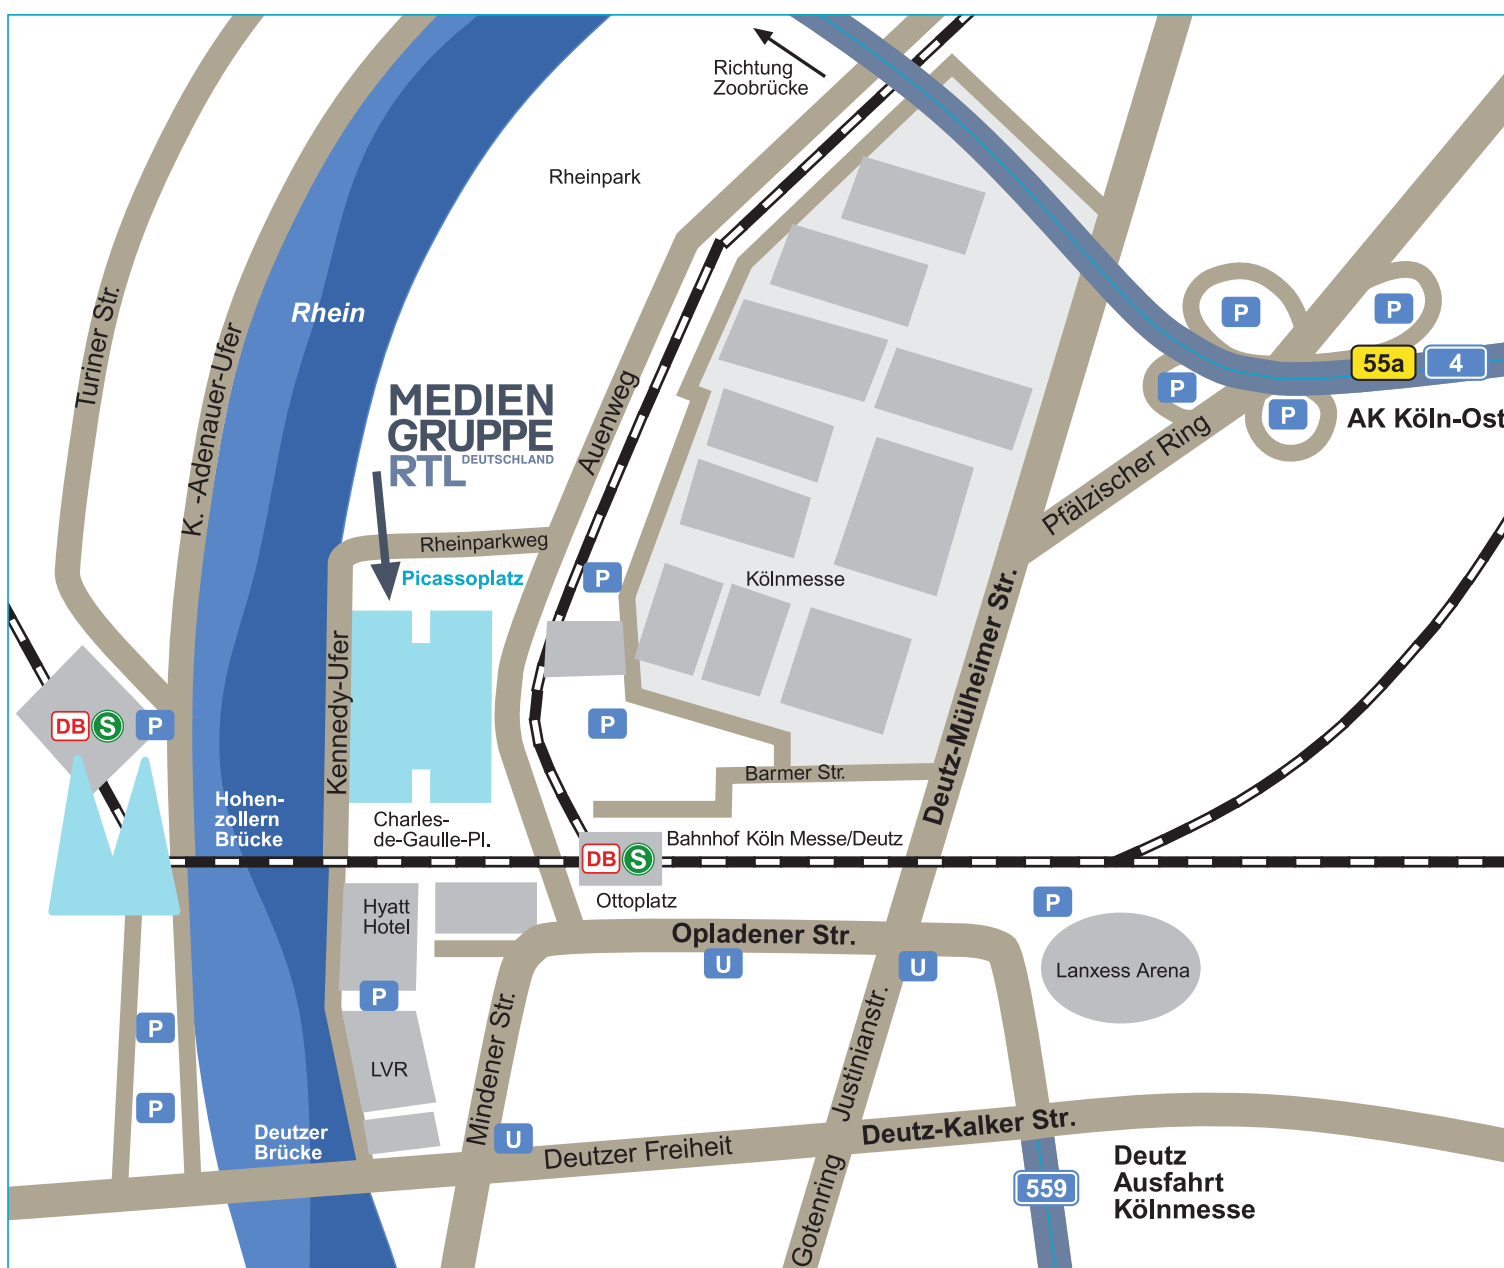 Richtung
Zoobrücke
Rheinpark
Rhein
Turiner Str.
K. -Adenauer-Ufer
MEDIEN
GRUPPE
RTL DEUTSCHLAND
Auenweg
P
P
P
P
55a
4
AK Köln-Ost
Pfälzischer Ring
Rheinparkweg
Picassoplatz
P
Kölnmesse
Kennedy-Ufer
Deutz-Mülheimer Str.
DB
S
P
P
Barmer Str.
Hohen-
zollern
Brücke
Charles-
de-Gaulle-Pl.
Bahnhof Köln Messe/Deutz
DB
S
Ottoplatz
Hyatt
Hotel
P
Opladener Str.
U
U
Lanxess Arena
P
P
LVR
Mindener Str.
Justinianstr.
P
Deutzer
Brücke
U
Deutzer Freiheit
Deutz-Kalker Str.
Gotenring
559
Deutz
Ausfahrt
Kölnmesse